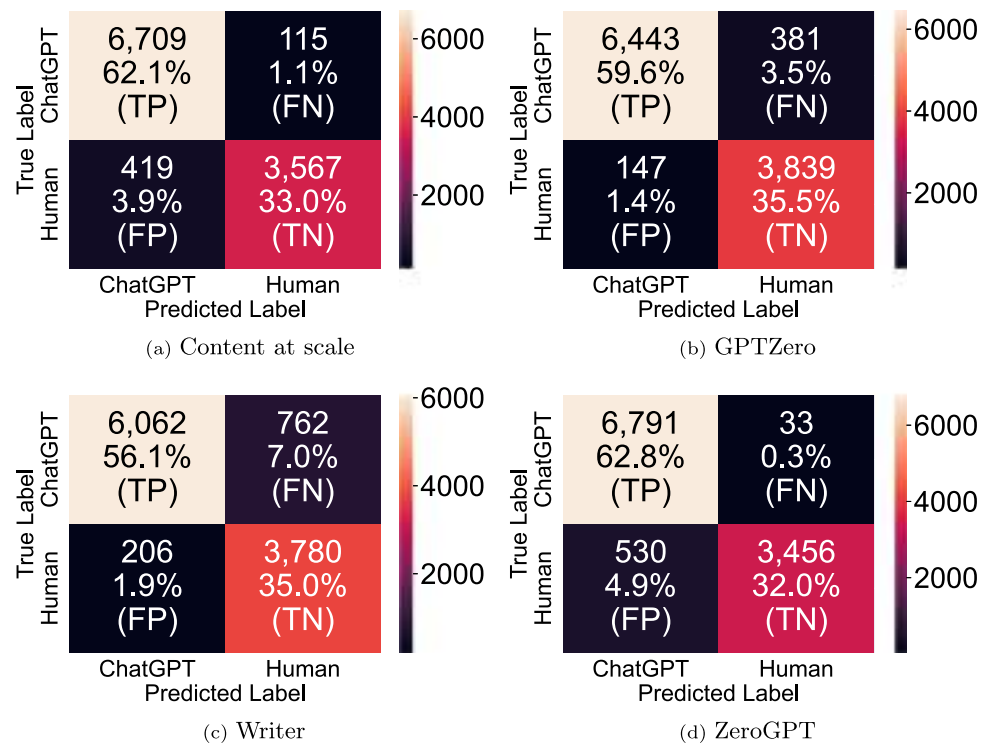 True Label
ChatGPT
Human
6,709
62.1%
(TP)
115
1.1%
(FN)
419
3.9%
(FP)
3,567
33.0%
(TN)
6000
4000
2000
ChatGPT
Human
Predicted Label
(a) Content at scale
True Label
ChatGPT
Human
6,443
59.6%
(TP)
381
3.5%
(FN)
147
1.4%
(FP)
3,839
35.5%
(TN)
6000
4000
2000
ChatGPT
Human
Predicted Label
(b) GPTZero
True Label
ChatGPT
Human
6,062
56.1%
(TP)
762
7.0%
(FN)
206
1.9%
(FP)
3,780
35.0%
(TN)
6000
4000
2000
ChatGPT
Human
Predicted Label
(c) Writer
True Label
ChatGPT
Human
6,791
62.8%
(TP)
33
0.3%
(FN)
530
4.9%
(FP)
3,456
32.0%
(TN)
6000
4000
2000
ChatGPT
Human
Predicted Label
(d) ZeroGPT